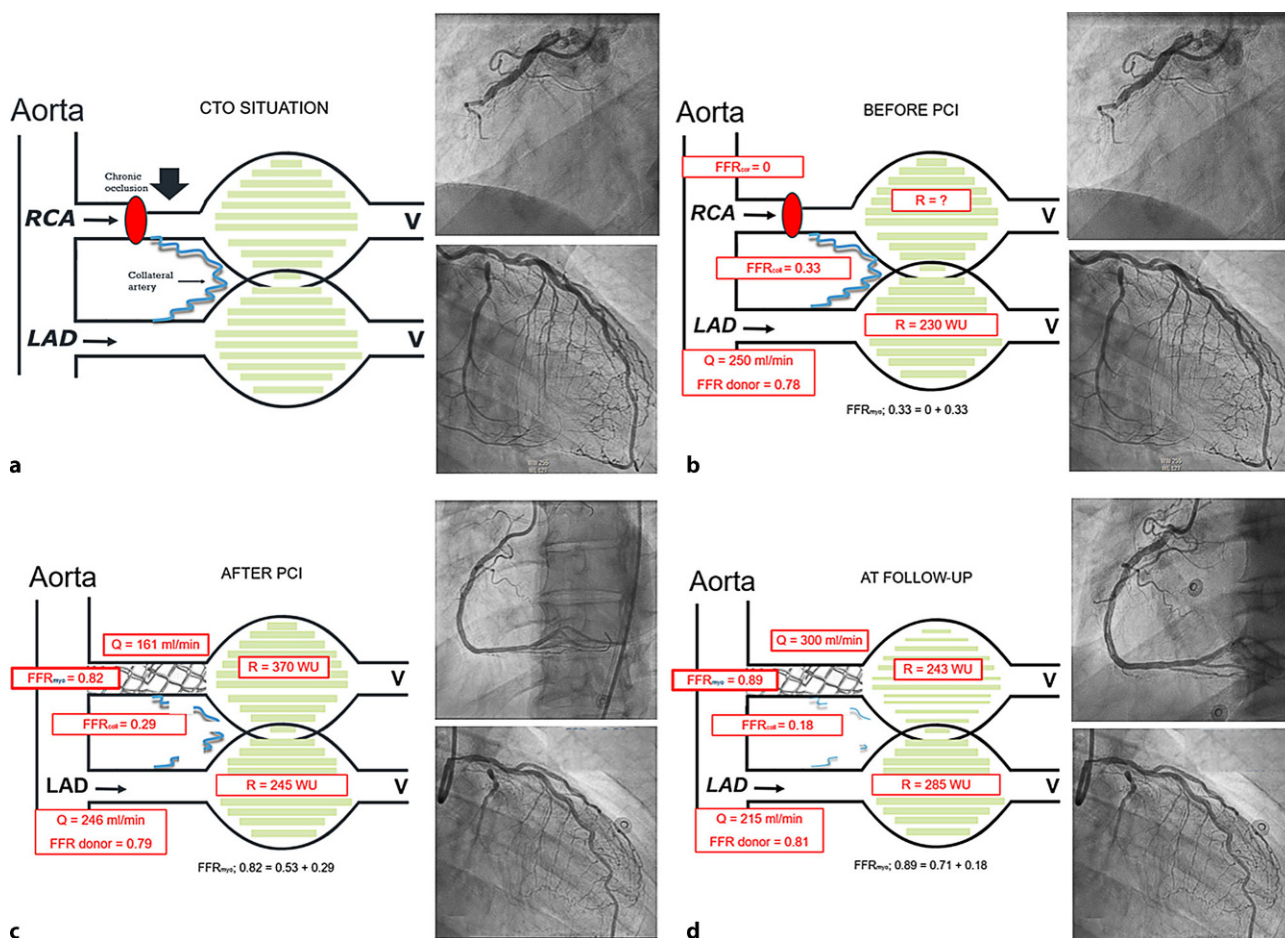 Aorta
CTO SITUATION
Chronic
occlusion
RCA
V
Collateral
artery
LAD
V
a
Aorta
BEFORE PCI
FFRcor = 0
R = ?
RCA
V
FFRcoll = 0.33
R = 230 WU
LAD
V
Q = 250 ml/min
FFR donor = 0.78
FFRmyo; 0.33 = 0 + 0.33
b
Aorta
AFTER PCI
Q = 161 ml/min
R = 370 WU
FFRmyo = 0.82
V
FFRcoll = 0.29
R = 245 WU
LAD
V
Q = 246 ml/min
FFR donor = 0.79
FFRmyo; 0.82 = 0.53 + 0.29
c
Aorta
AT FOLLOW-UP
Q = 300 ml/min
R = 243 WU
FFRmyo = 0.89
V
FFRcoll = 0.18
R = 285 WU
LAD
V
Q = 215 ml/min
FFR donor = 0.81
FFRmyo; 0.89 = 0.71 + 0.18
d